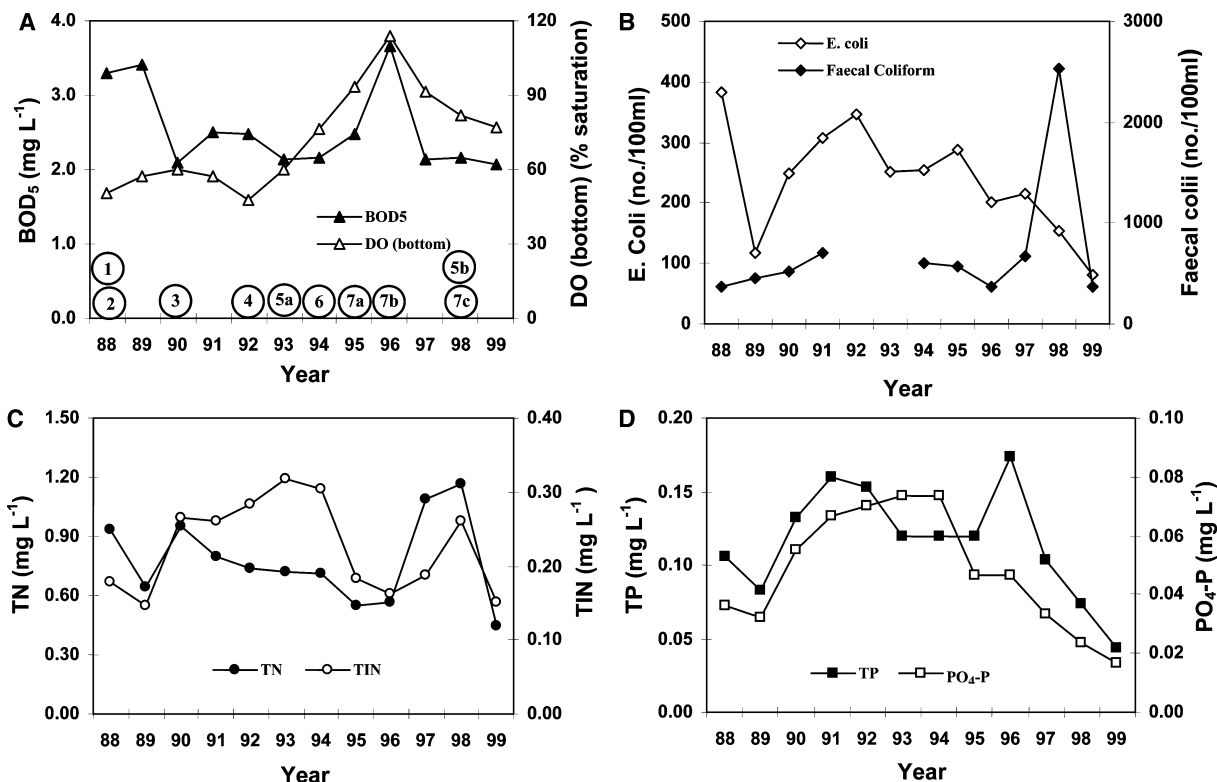 A
BOD5 (mg L-1)
4.0
3.0
2.0
1.0
0.0
120
90
60
30
0
DO (bottom) (% saturation)
BOD5
DO (bottom)
1
5b
2 3 4 5a 6 7a 7b 7c
88 89 90 91 92 93 94 95 96 97 98 99
Year
B
E. Coli (no./100ml)
500
400
300
200
100
0
3000
2000
1000
0
Faecal colii (no./100ml)
E. coli
Faecal Coliform
88 89 90 91 92 93 94 95 96 97 98 99
Year
C
TN (mg L-1)
1.50
1.20
0.90
0.60
0.30
0.00
0.40
0.30
0.20
0.10
0.00
TIN (mg L-1)
TN
TIN
88 89 90 91 92 93 94 95 96 97 98 99
Year
D
TP (mg L-1)
0.20
0.15
0.10
0.05
0.00
0.10
0.08
0.06
0.04
0.02
0.00
PO4-P (mg L-1)
TP
PO4-P
88 89 90 91 92 93 94 95 96 97 98 99
Year